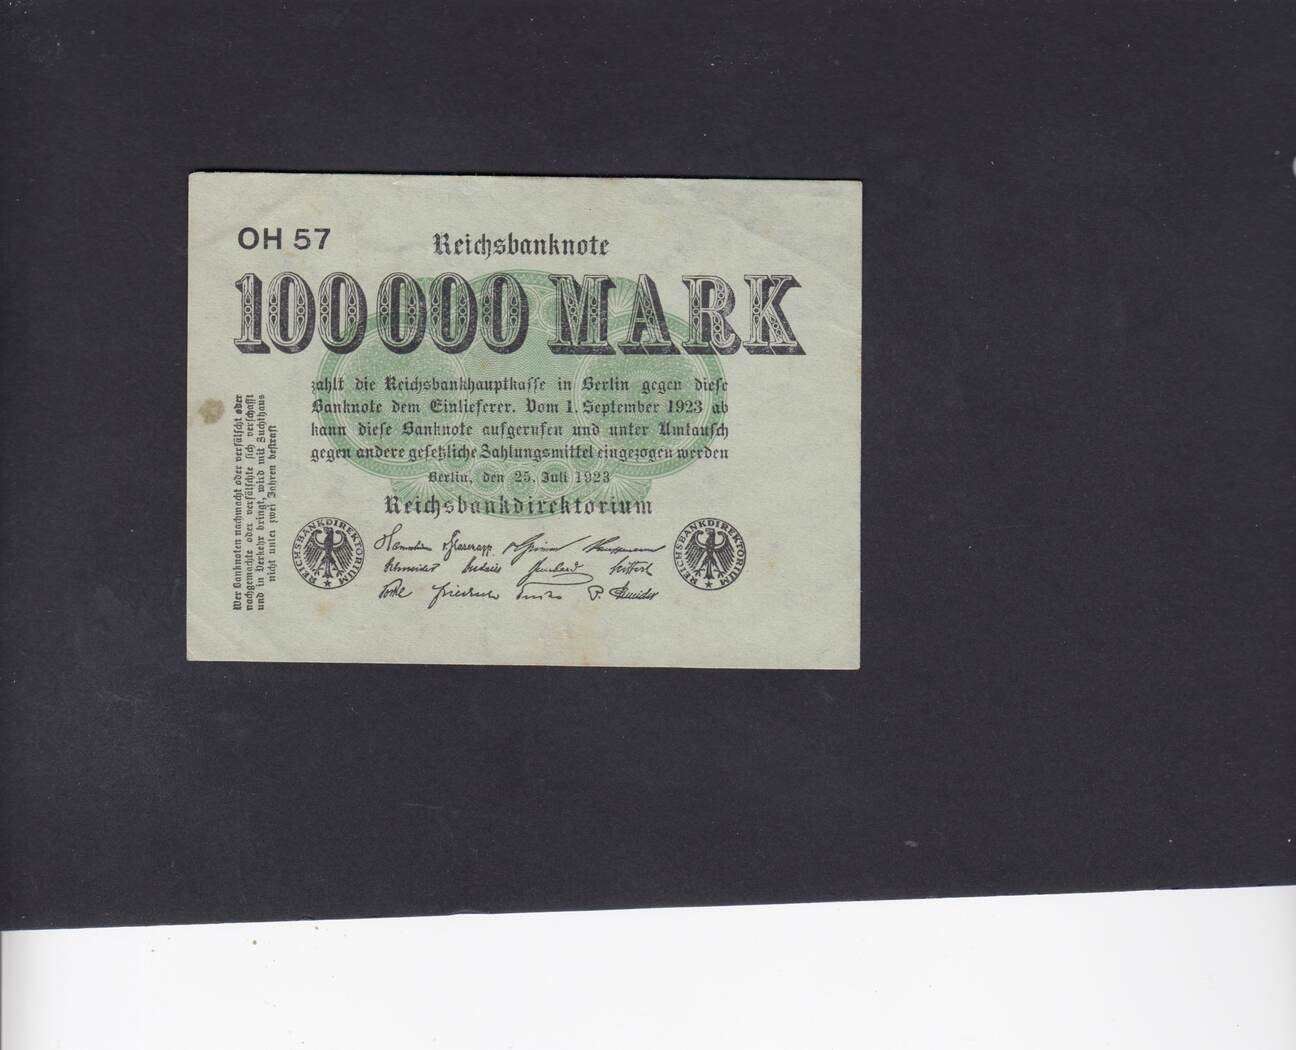 OH 57
Reichsbanknote
100000 MARK
zahlt die Reichsbankhauptkasse in Berlin gegen diese
Banknote dem Einlieferer. Vom 1. September 1923 ab
kann diese Banknote aufgerufen und unter Umtausch
gegen andere gesetzliche Zahlungsmittel eingezogen werden
Berlin, den 25. Juli 1923
Reichsbankdirektorium
Wer Banknoten nachmacht oder verfälscht oder
nachgemachte oder verfälschte sich verschafft
und in Verkehr bringt, wird mit Zuchthaus
nicht unter zwei Jahren bestraft
REICHSBANKDIREKTORIUM
REICHSBANKDIREKTORIUM